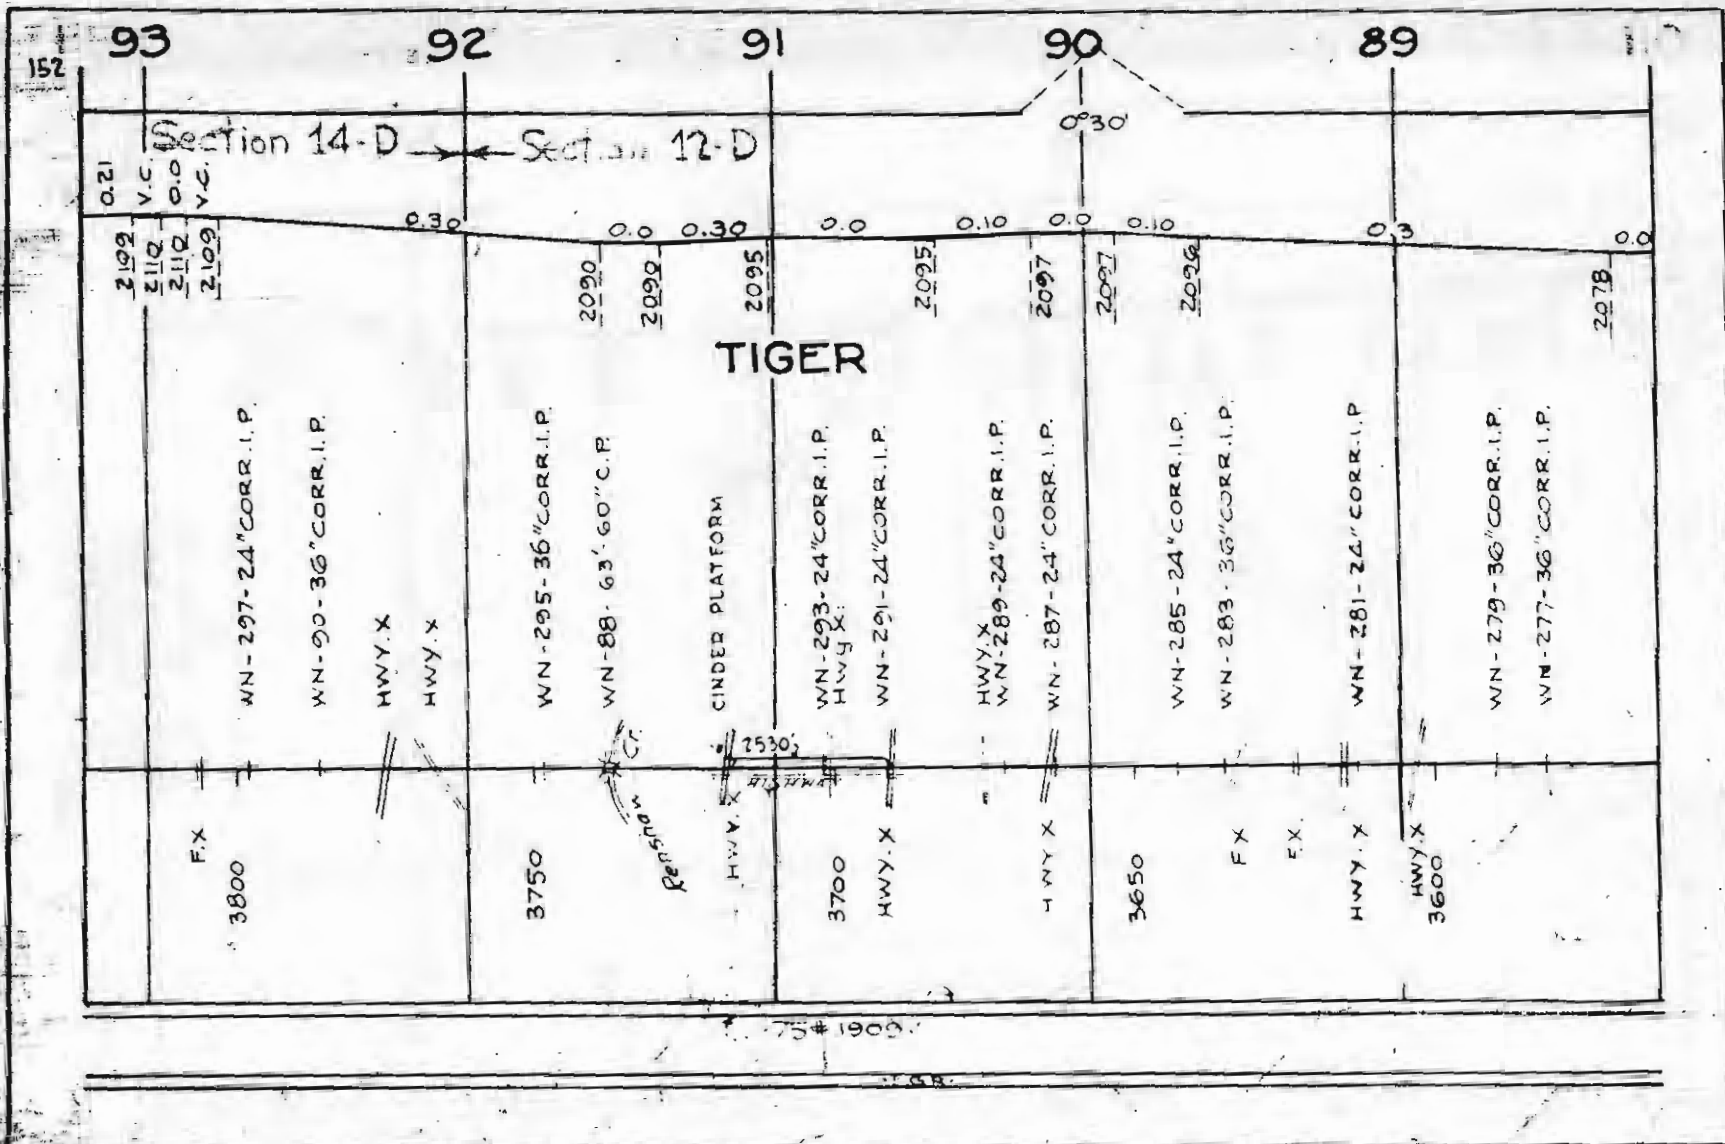 93 92 91 90 89
152
Section 14-D Section 12-D
0°30'
0.21 V.C. 0.0 V.C. 0.30 0.0 0.30 0.0 0.10 0.0 0.10 0.3 0.0
2109 2110 2110 2109 2090 2090 2095 2095 2097 2097 2096 2078
TIGER
WN-297-24"CORR.I.P.
WN-90-36"CORR.I.P.
HWY.X
HWY.X
WN-295-36"CORR.I.P.
WN-88-63'-60"C.P.
CINDER PLATFORM
WN-293-24"CORR.I.P.
Hwy X.
WN-291-24"CORR.I.P.
HWY.X
WN-289-24"CORR.I.P.
WN-287-24"CORR.I.P.
WN-285-24"CORR.I.P.
WN-283-36"CORR.I.P.
WN-281-24"CORR.I.P
WN-279-36"CORR.I.P.
WN-277-36"CORR.I.P.
2530'
Cr.
F.X
3800
3750
HWY.X
3700
HWY.X
HWY X
3650
F X
F.X.
HWY.X
HWY.X
3600
75# 1909